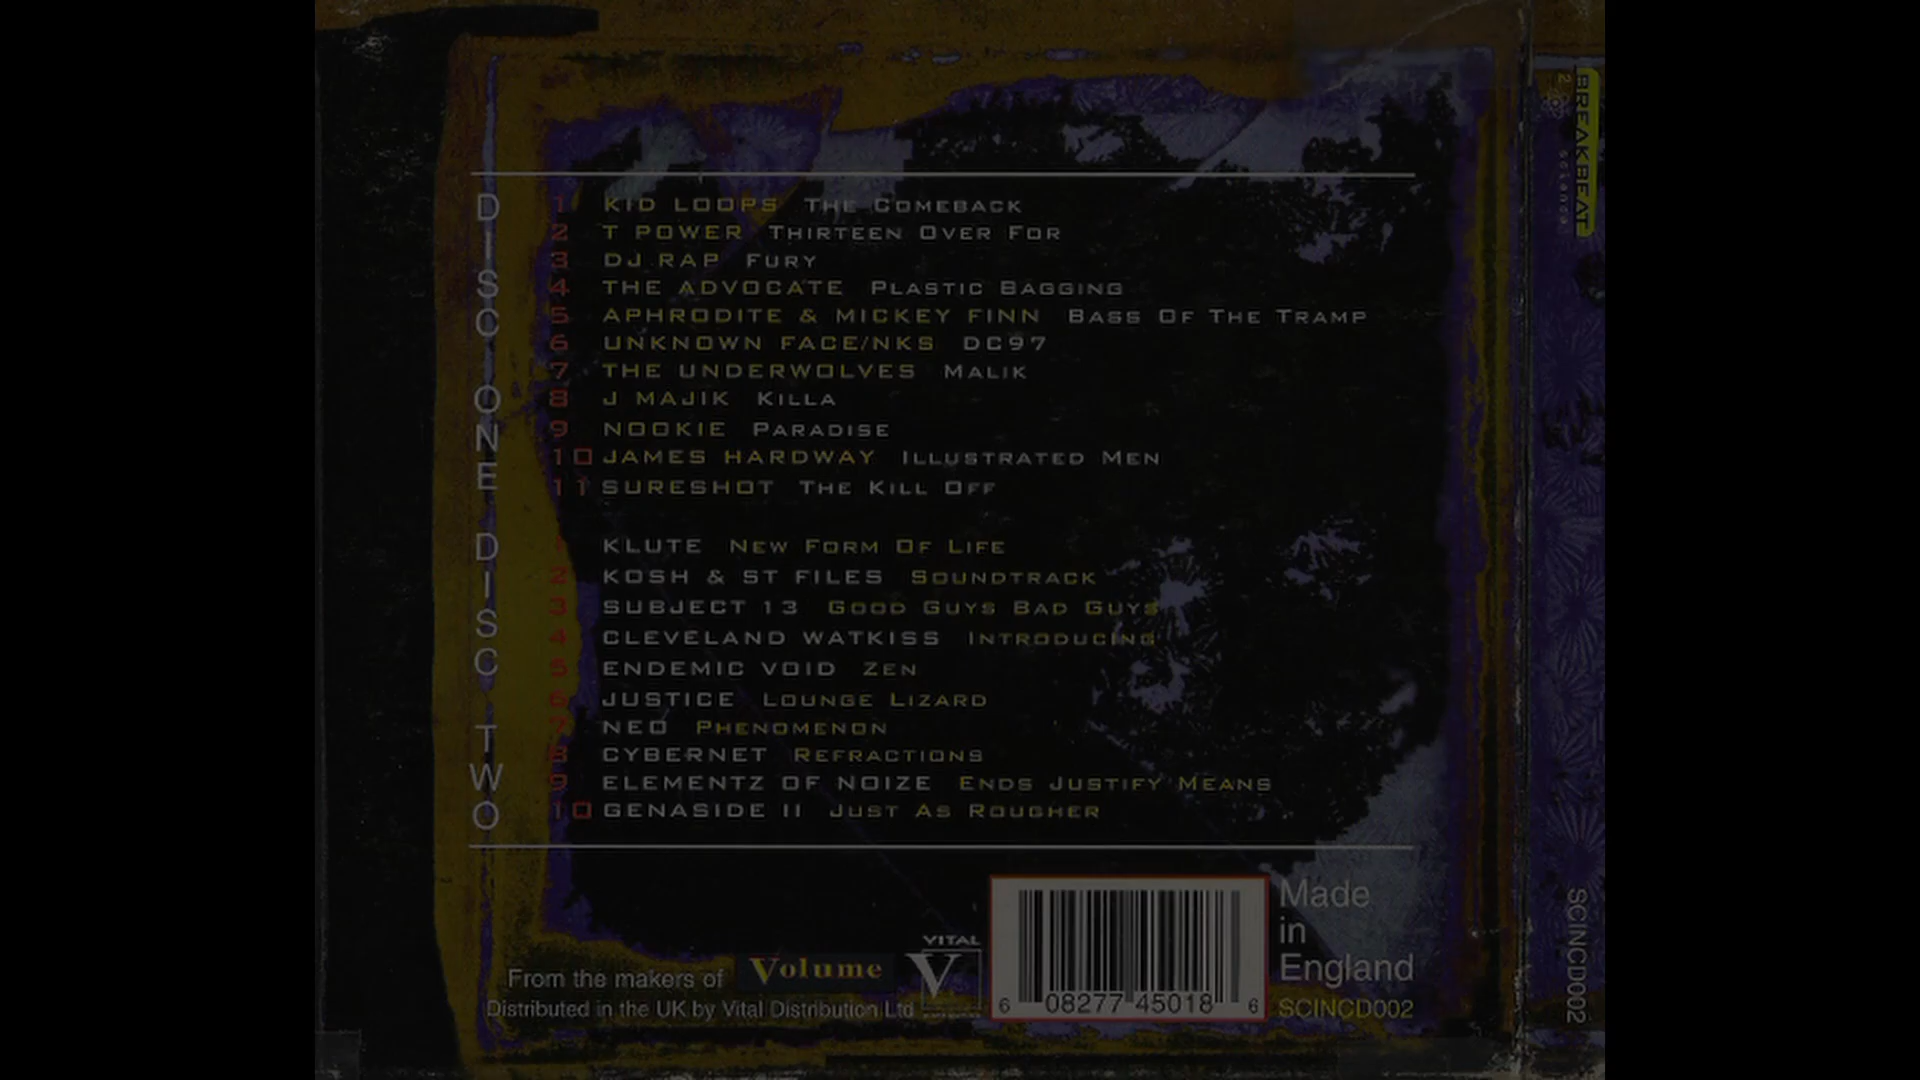 DISC ONE
1 KID LOOPS THE COMEBACK
2 T POWER THIRTEEN OVER FOR
3 DJ RAP FURY
4 THE ADVOCATE PLASTIC BAGGING
5 APHRODITE & MICKEY FINN BASS OF THE TRAMP
6 UNKNOWN FACE/NKS DC97
7 THE UNDERWOLVES MALIK
8 J MAJIK KILLA
9 NOOKIE PARADISE
10 JAMES HARDWAY ILLUSTRATED MEN
11 SURESHOT THE KILL OFF
DISC TWO
KLUTE NEW FORM OF LIFE
2 KOSH & ST FILES SOUNDTRACK
3 SUBJECT 13 GOOD GUYS BAD GUYS
4 CLEVELAND WATKISS INTRODUCING
5 ENDEMIC VOID ZEN
6 JUSTICE LOUNGE LIZARD
7 NEO PHENOMENON
8 CYBERNET REFRACTIONS
9 ELEMENTZ OF NOIZE ENDS JUSTIFY MEANS
10 GENASIDE II JUST AS ROUGHER
From the makers of Volume
Distributed in the UK by Vital Distribution Ltd
VITAL
V
6 08277 45018 6
Made
in
England
SCINCD002
BREAKBEAT
science
2
SCINCD002